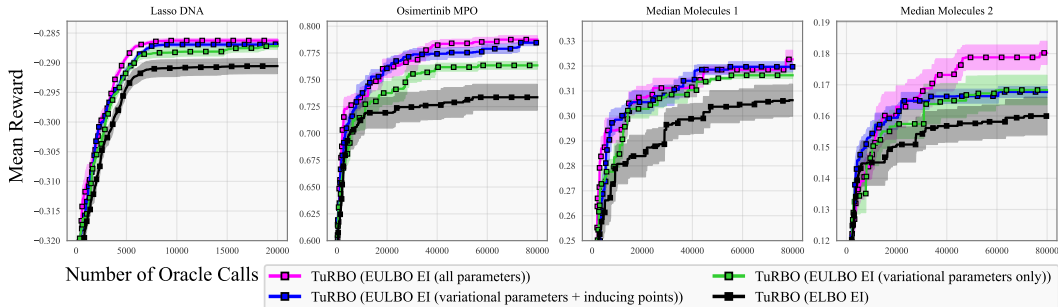 Lasso DNA
Osimertinib MPO
Median Molecules 1
Median Molecules 2
Mean Reward
−0.285
−0.290
−0.295
−0.300
−0.305
−0.310
−0.315
−0.320
0 5000 10000 15000 20000
0.800
0.775
0.750
0.725
0.700
0.675
0.650
0.625
0.600
0 20000 40000 60000 80000
0.33
0.32
0.31
0.30
0.29
0.28
0.27
0.26
0.25
0 20000 40000 60000 80000
0.19
0.18
0.17
0.16
0.15
0.14
0.13
0.12
0 20000 40000 60000 80000
Number of Oracle Calls
TuRBO (EULBO EI (all parameters))
TuRBO (EULBO EI (variational parameters + inducing points))
TuRBO (EULBO EI (variational parameters only))
TuRBO (ELBO EI)